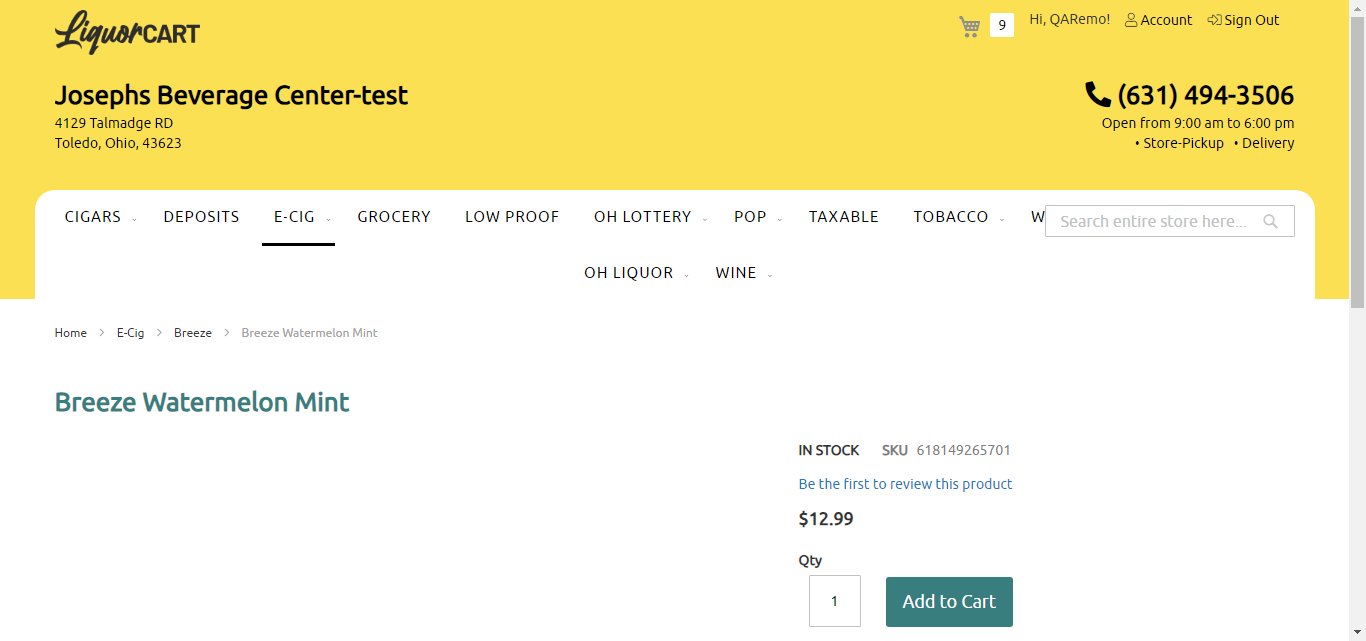 LiquorCART
9
Hi, QARemo!
Account
Sign Out
Josephs Beverage Center-test
4129 Talmadge RD
Toledo, Ohio, 43623
(631) 494-3506
Open from 9:00 am to 6:00 pm
• Store-Pickup • Delivery
CIGARS DEPOSITS E-CIG GROCERY LOW PROOF OH LOTTERY POP TAXABLE TOBACCO W
Search entire store here...
OH LIQUOR WINE
Home > E-Cig > Breeze > Breeze Watermelon Mint
Breeze Watermelon Mint
IN STOCK SKU 618149265701
Be the first to review this product
$12.99
Qty
1
Add to Cart